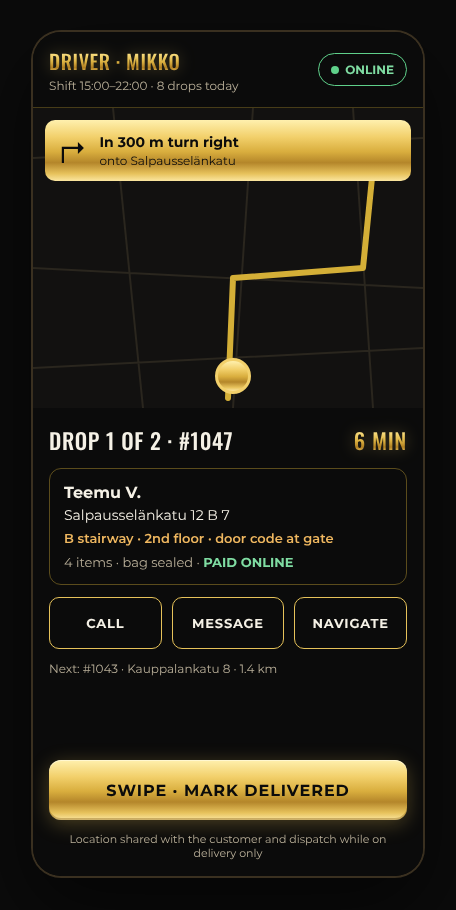 DRIVER · MIKKO
Shift 15:00–22:00 · 8 drops today
ONLINE
In 300 m turn right
onto Salpausselänkatu
DROP 1 OF 2 · #1047
6 MIN
Teemu V.
Salpausselänkatu 12 B 7
B stairway · 2nd floor · door code at gate
4 items · bag sealed · PAID ONLINE
CALL
MESSAGE
NAVIGATE
Next: #1043 · Kauppalankatu 8 · 1.4 km
SWIPE · MARK DELIVERED
Location shared with the customer and dispatch while on
delivery only